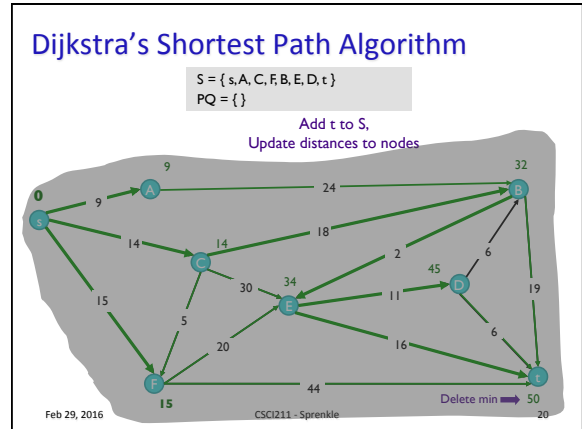 Dijkstra's Shortest Path Algorithm
S = { s, A, C, F, B, E, D, t }
PQ = { }
Add t to S,
Update distances to nodes
9
32
0
A
B
s
9
24
14
14
18
C
2
45
6
34
30
D
19
15
E
11
5
20
16
6
F
44
t
15
Delete min
50
Feb 29, 2016
CSCI211 - Sprenkle
20